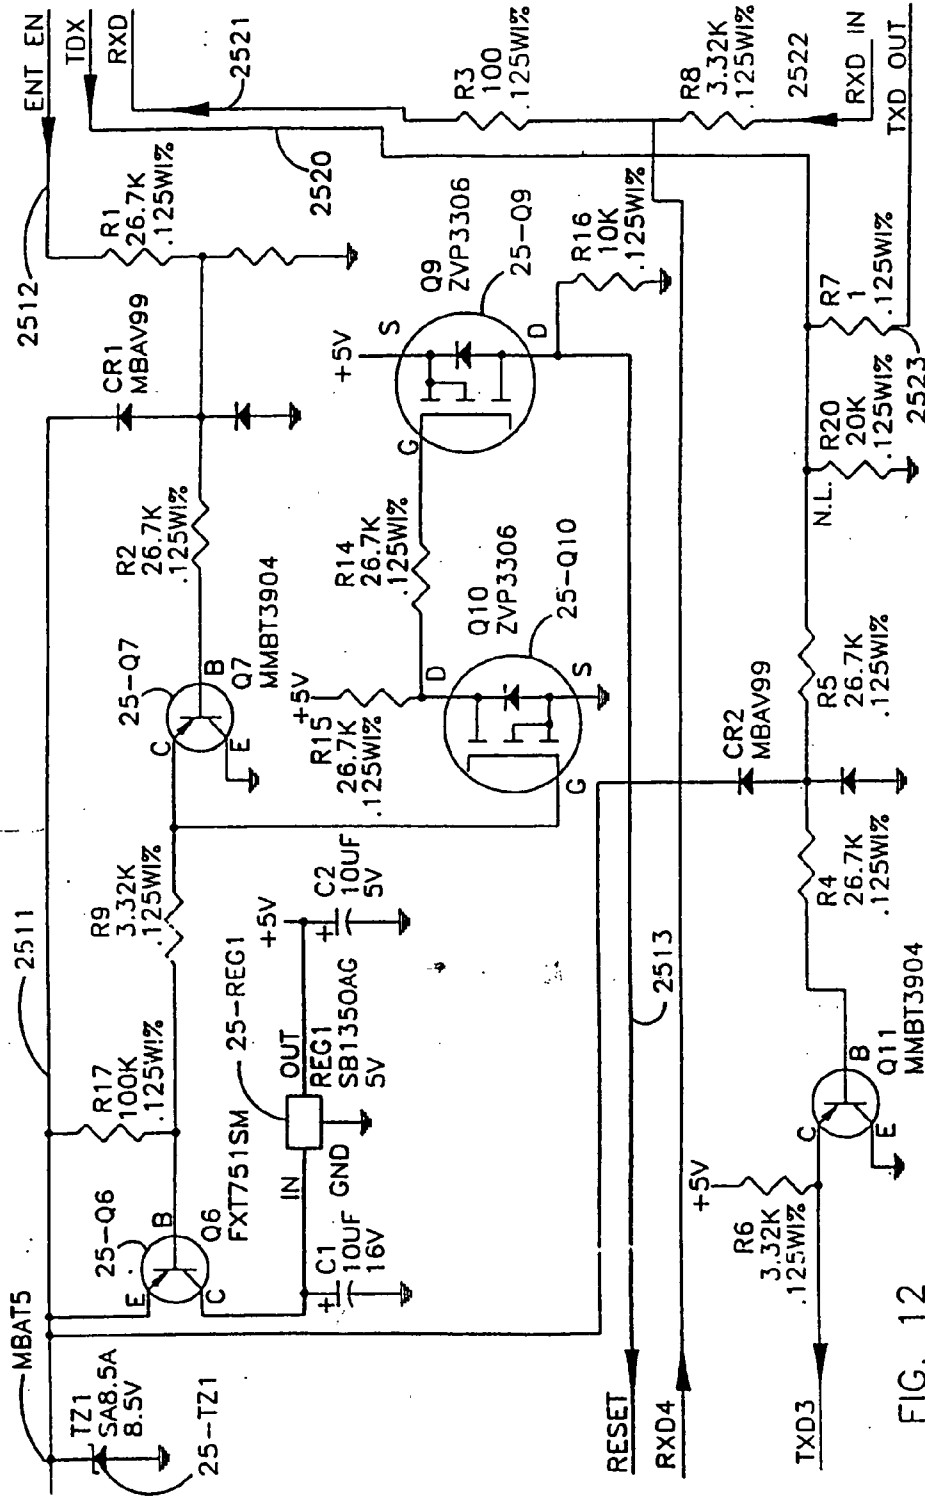 MBAT5
TZ1
SA8.5A
8.5V
25-TZ1
25-Q6
E
B
C
Q6
FXT751SM
R17
100K
.125W1%
2511
R9
3.32K
.125W1%
25-Q7
C
B
E
Q7
MMBT3904
R2
26.7K
.125W1%
CR1
MBAV99
2512
R1
26.7K
.125W1%
ENT EN
TDX
RXD
2520
2521
C1
10UF
16V
+
IN
OUT
GND
25-REG1
REG1
SB1350AG
5V
+5V
+
C2
10UF
5V
+5V
R15
26.7K
.125W1%
D
G
S
Q10
ZVP3306
25-Q10
R14
26.7K
.125W1%
+5V
S
G
D
Q9
ZVP3306
25-Q9
R16
10K
.125W1%
R3
100
.125W1%
R8
3.32K
.125W1%
2522
RXD IN
TXD OUT
RESET
RXD4
2513
TXD3
+5V
R6
3.32K
.125W1%
C
B
E
Q11
MMBT3904
R4
26.7K
.125W1%
CR2
MBAV99
R5
26.7K
.125W1%
N.L.
R20
20K
.125W1%
R7
1
.125W1%
2523
FIG. 12